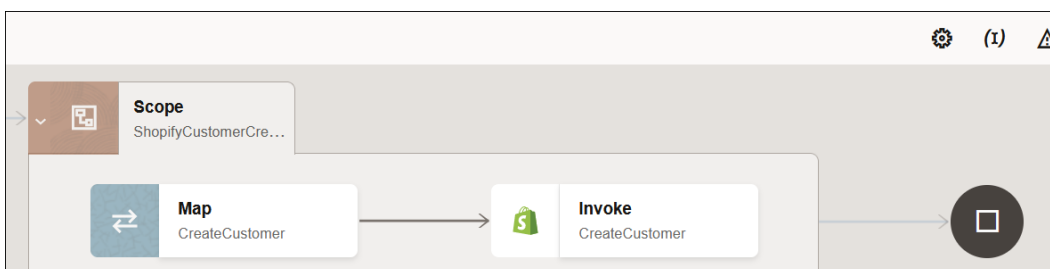 (I)
Scope
ShopifyCustomerCre...
Map
CreateCustomer
S
Invoke
CreateCustomer